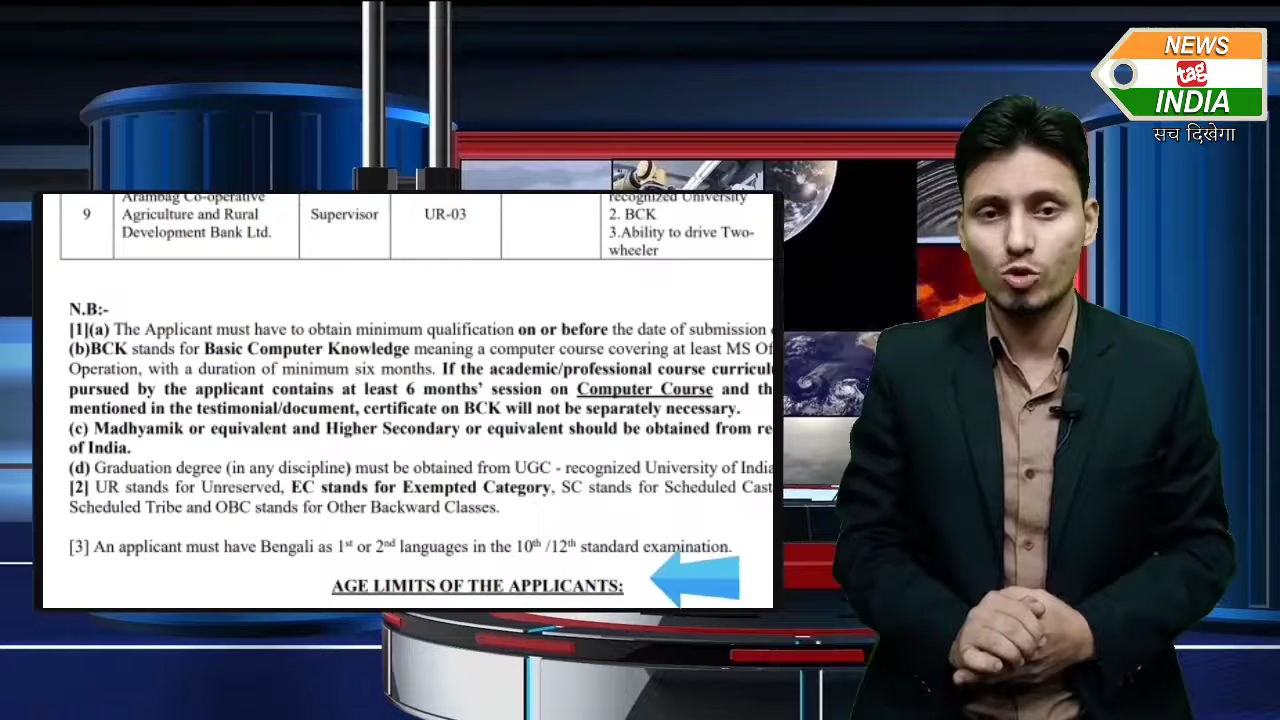 NEWS
tag
INDIA
सच दिखेगा
Arambag Co-operative
Agriculture and Rural
Development Bank Ltd.
9
Supervisor
UR-03
recognized University
2. BCK
3.Ability to drive Two-
wheeler
N.B:-
[1](a) The Applicant must have to obtain minimum qualification on or before the date of submission
(b)BCK stands for Basic Computer Knowledge meaning a computer course covering at least MS Of
Operation, with a duration of minimum six months. If the academic/professional course curricul
pursued by the applicant contains at least 6 months' session on Computer Course and th
mentioned in the testimonial/document, certificate on BCK will not be separately necessary.
(c) Madhyamik or equivalent and Higher Secondary or equivalent should be obtained from re
of India.
(d) Graduation degree (in any discipline) must be obtained from UGC - recognized University of India
[2] UR stands for Unreserved, EC stands for Exempted Category, SC stands for Scheduled Cast
Scheduled Tribe and OBC stands for Other Backward Classes.
[3] An applicant must have Bengali as 1st or 2nd languages in the 10th /12th standard examination.
AGE LIMITS OF THE APPLICANTS: